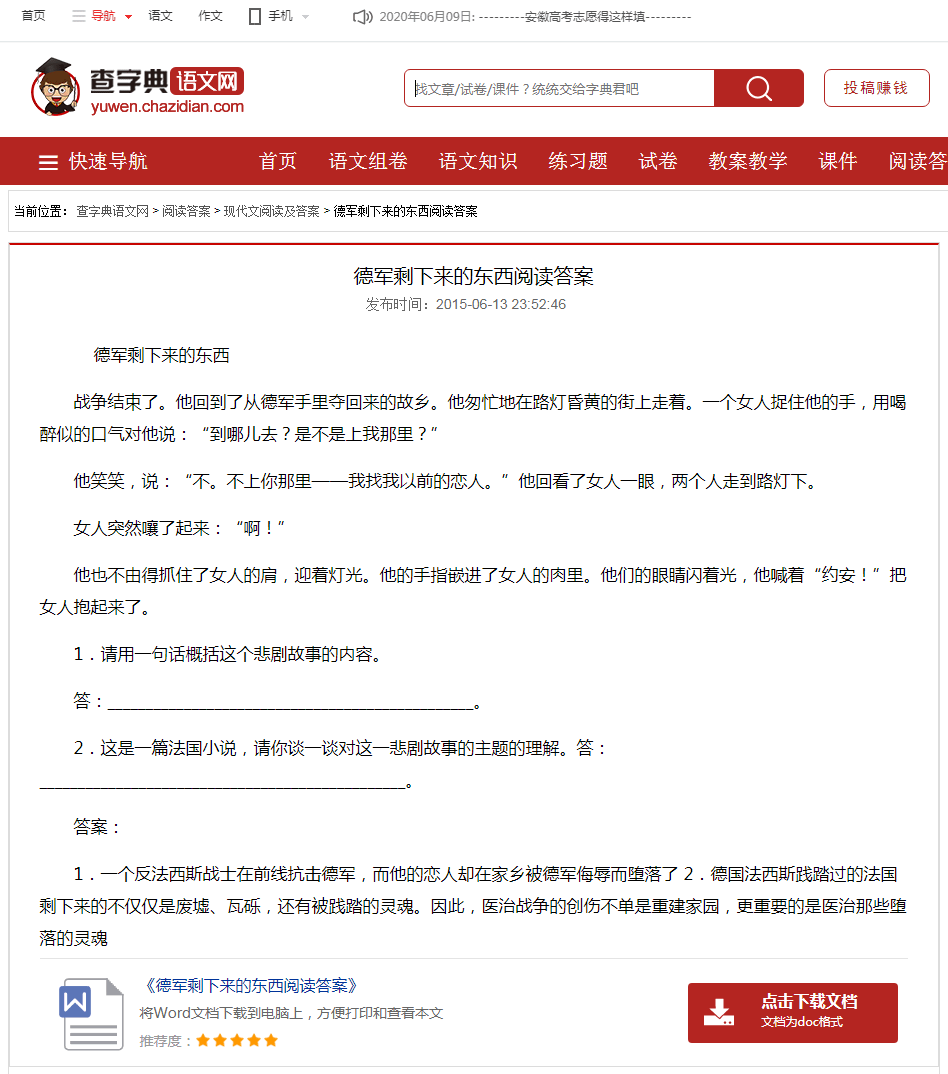 首页 导航 语文 作文 手机 2020年06月09日: ---------安徽高考志愿得这样填---------
查字典 语文网
yuwen.chazidian.com
找文章/试卷/课件？统统交给字典君吧
投稿赚钱
快速导航 首页 语文组卷 语文知识 练习题 试卷 教案教学 课件 阅读答
当前位置： 查字典语文网 > 阅读答案 > 现代文阅读及答案 > 德军剩下来的东西阅读答案
德军剩下来的东西阅读答案
发布时间：2015-06-13 23:52:46
德军剩下来的东西
战争结束了。他回到了从德军手里夺回来的故乡。他匆忙地在路灯昏黄的街上走着。一个女人捉住他的手，用喝
醉似的口气对他说：“到哪儿去？是不是上我那里？”
他笑笑，说：“不。不上你那里——我找我以前的恋人。”他回看了女人一眼，两个人走到路灯下。
女人突然嚷了起来：“啊！”
他也不由得抓住了女人的肩，迎着灯光。他的手指嵌进了女人的肉里。他们的眼睛闪着光，他喊着“约安！”把
女人抱起来了。
1．请用一句话概括这个悲剧故事的内容。
答：______________________________________________。
2．这是一篇法国小说，请你谈一谈对这一悲剧故事的主题的理解。答：
______________________________________________。
答案：
1．一个反法西斯战士在前线抗击德军，而他的恋人却在家乡被德军侮辱而堕落了 2．德国法西斯践踏过的法国
剩下来的不仅仅是废墟、瓦砾，还有被践踏的灵魂。因此，医治战争的创伤不单是重建家园，更重要的是医治那些堕
落的灵魂
W
《德军剩下来的东西阅读答案》
将Word文档下载到电脑上，方便打印和查看本文
推荐度：
点击下载文档
文档为doc格式